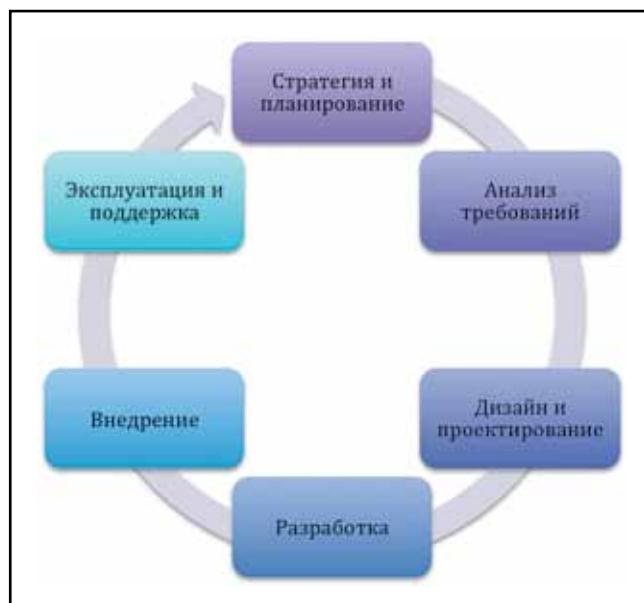 Стратегия и
планирование
Анализ
требований
Дизайн и
проектирование
Разработка
Внедрение
Эксплуатация и
поддержка